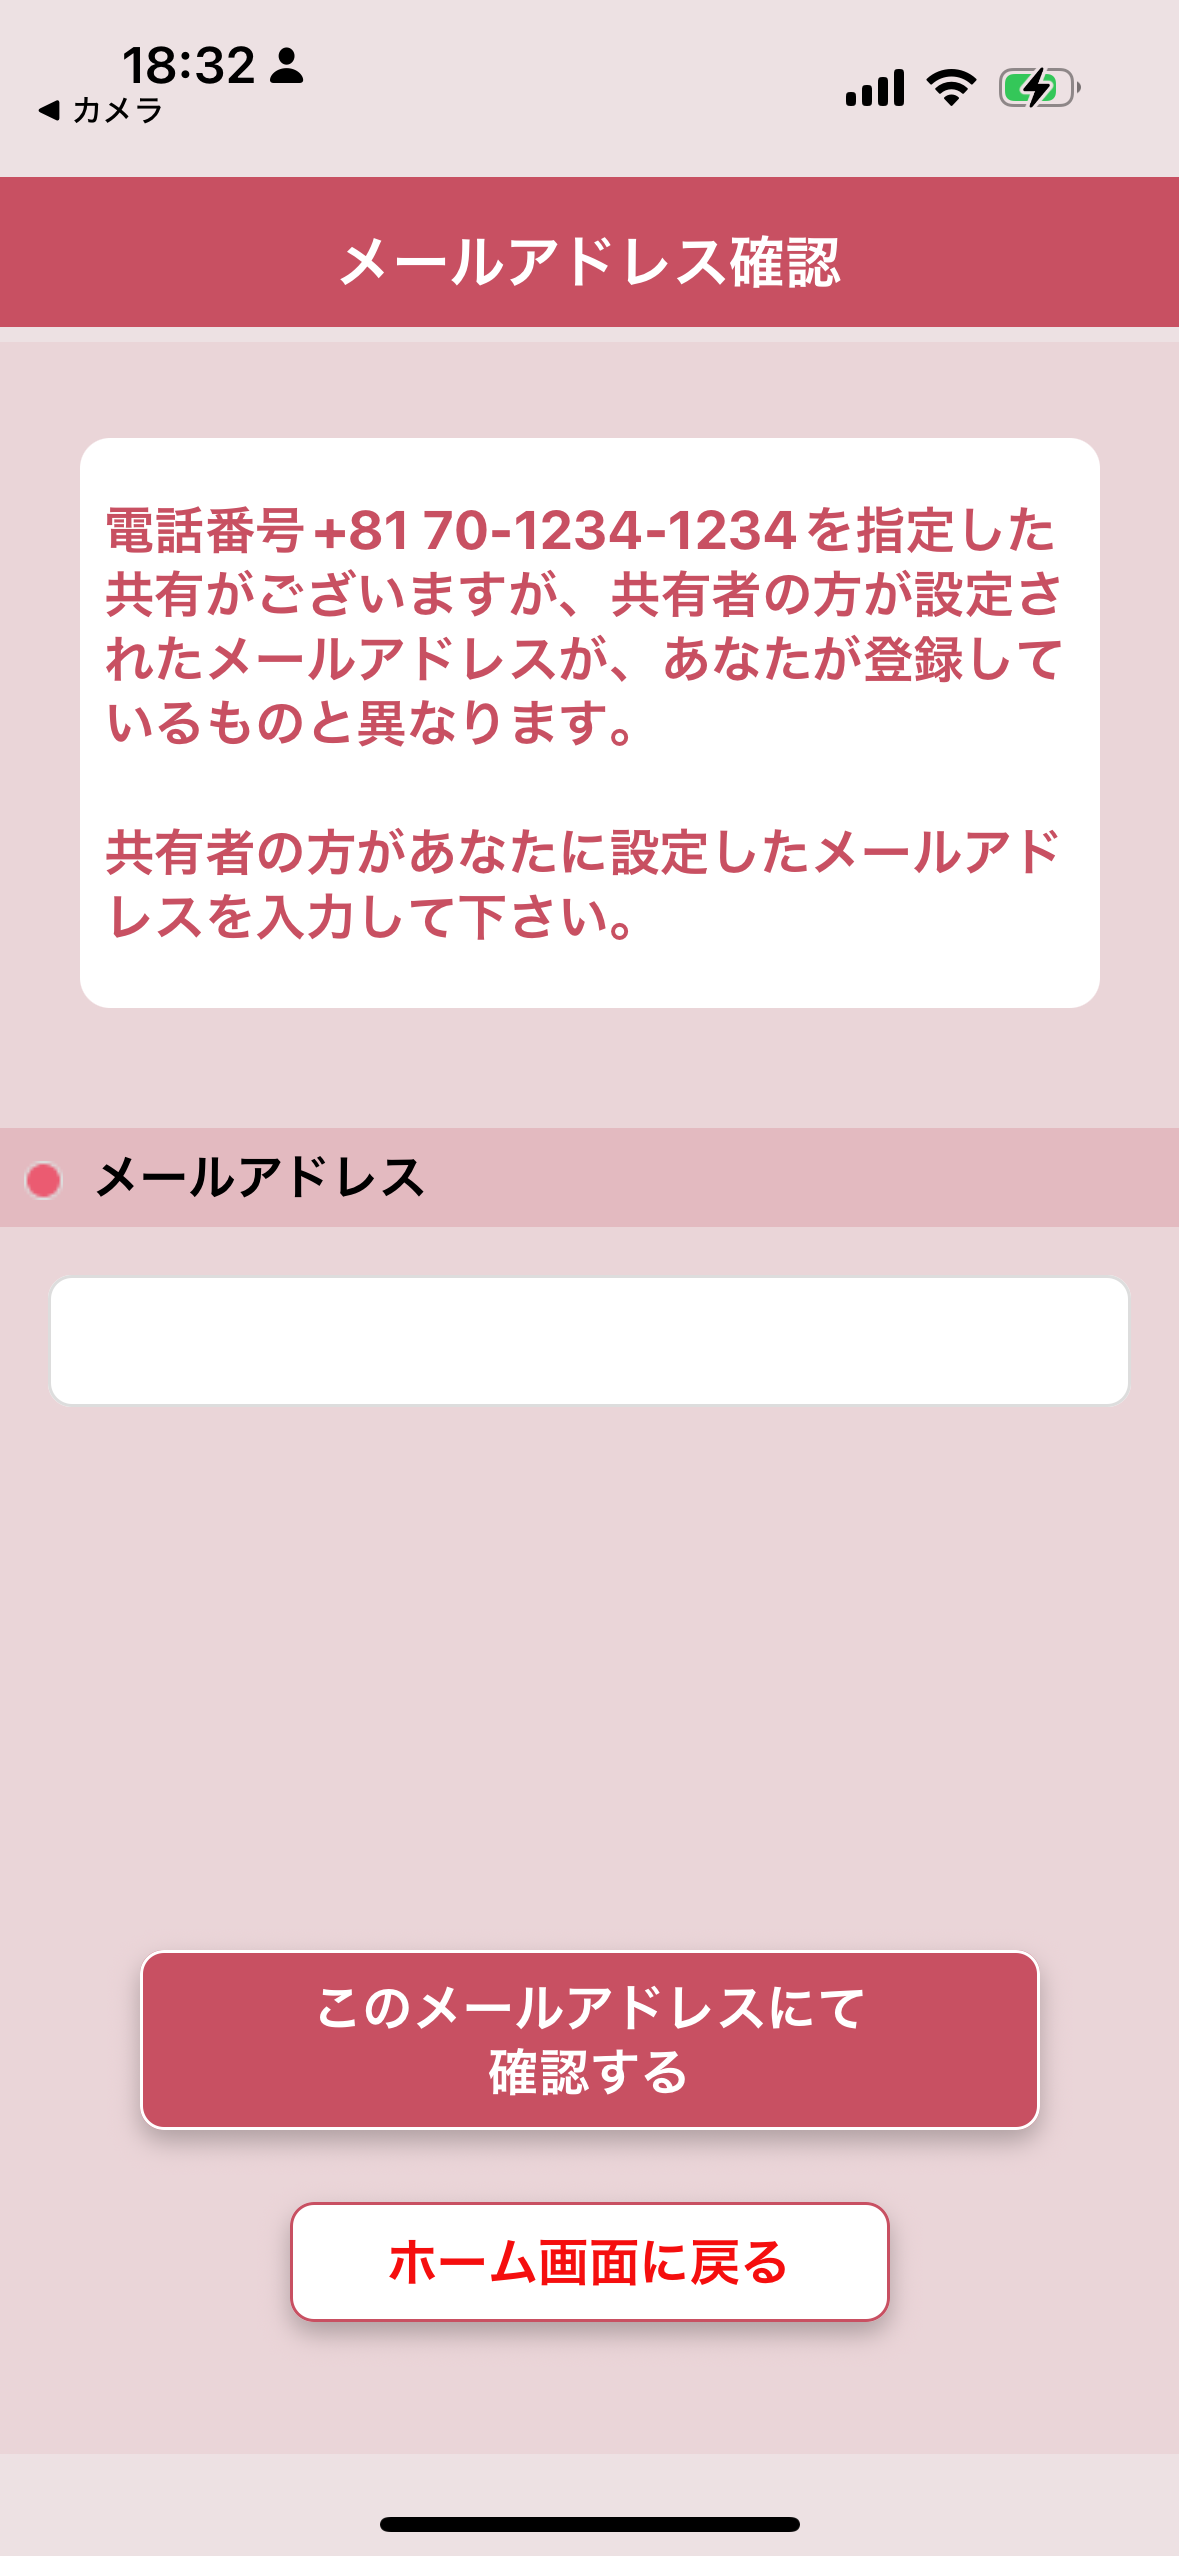 18:32
◀ カメラ
メールアドレス確認
電話番号+81 70-1234-1234を指定した
共有がございますが、共有者の方が設定さ
れたメールアドレスが、あなたが登録して
いるものと異なります。
共有者の方があなたに設定したメールアド
レスを入力して下さい。
メールアドレス
このメールアドレスにて
確認する
ホーム画面に戻る